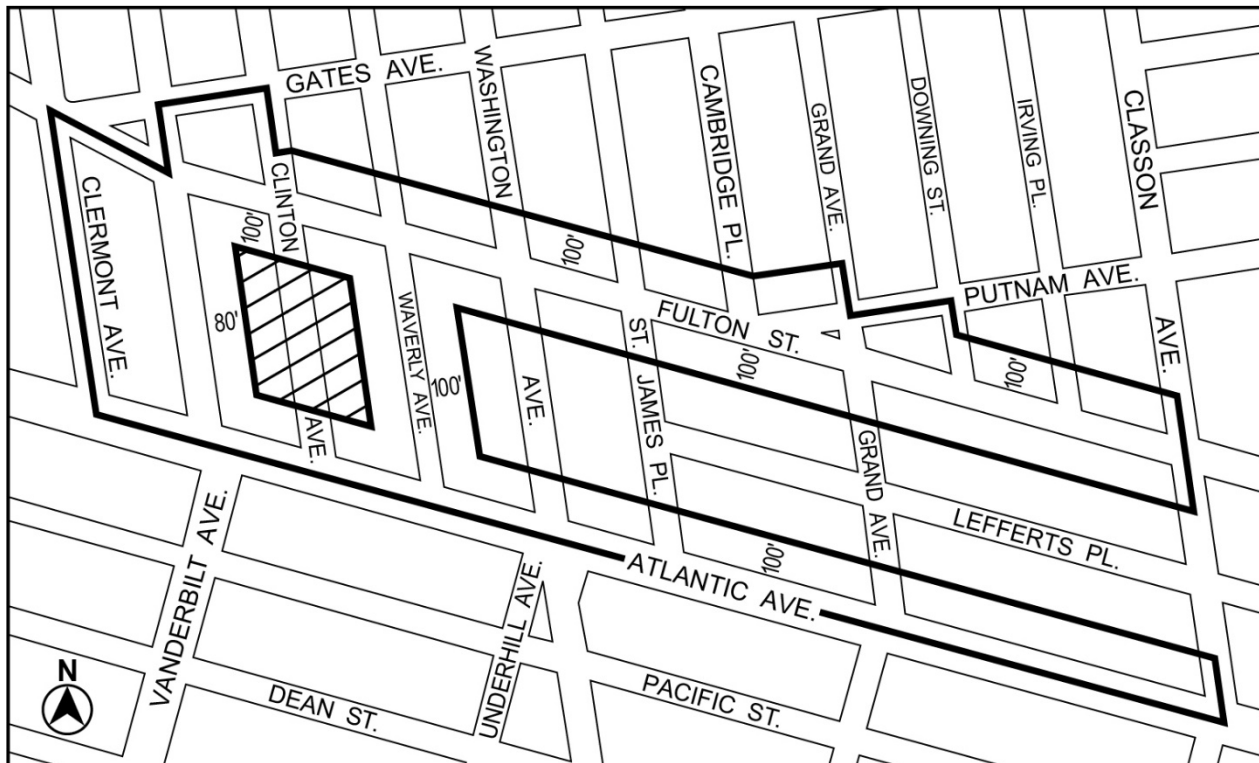 GATES AVE.
WASHINGTON
AVE.
CAMBRIDGE PL.
GRAND AVE.
DOWNING ST.
IRVING PL.
CLASSON
AVE.
CLERMONT AVE.
CLINTON
AVE.
100'
80'
WAVERLY AVE.
100'
100'
FULTON ST.
100'
PUTNAM AVE.
100'
ST. JAMES PL.
GRAND AVE.
LEFFERTS PL.
100'
ATLANTIC AVE.
VANDERBILT AVE.
UNDERHILL AVE.
DEAN ST.
PACIFIC ST.
N